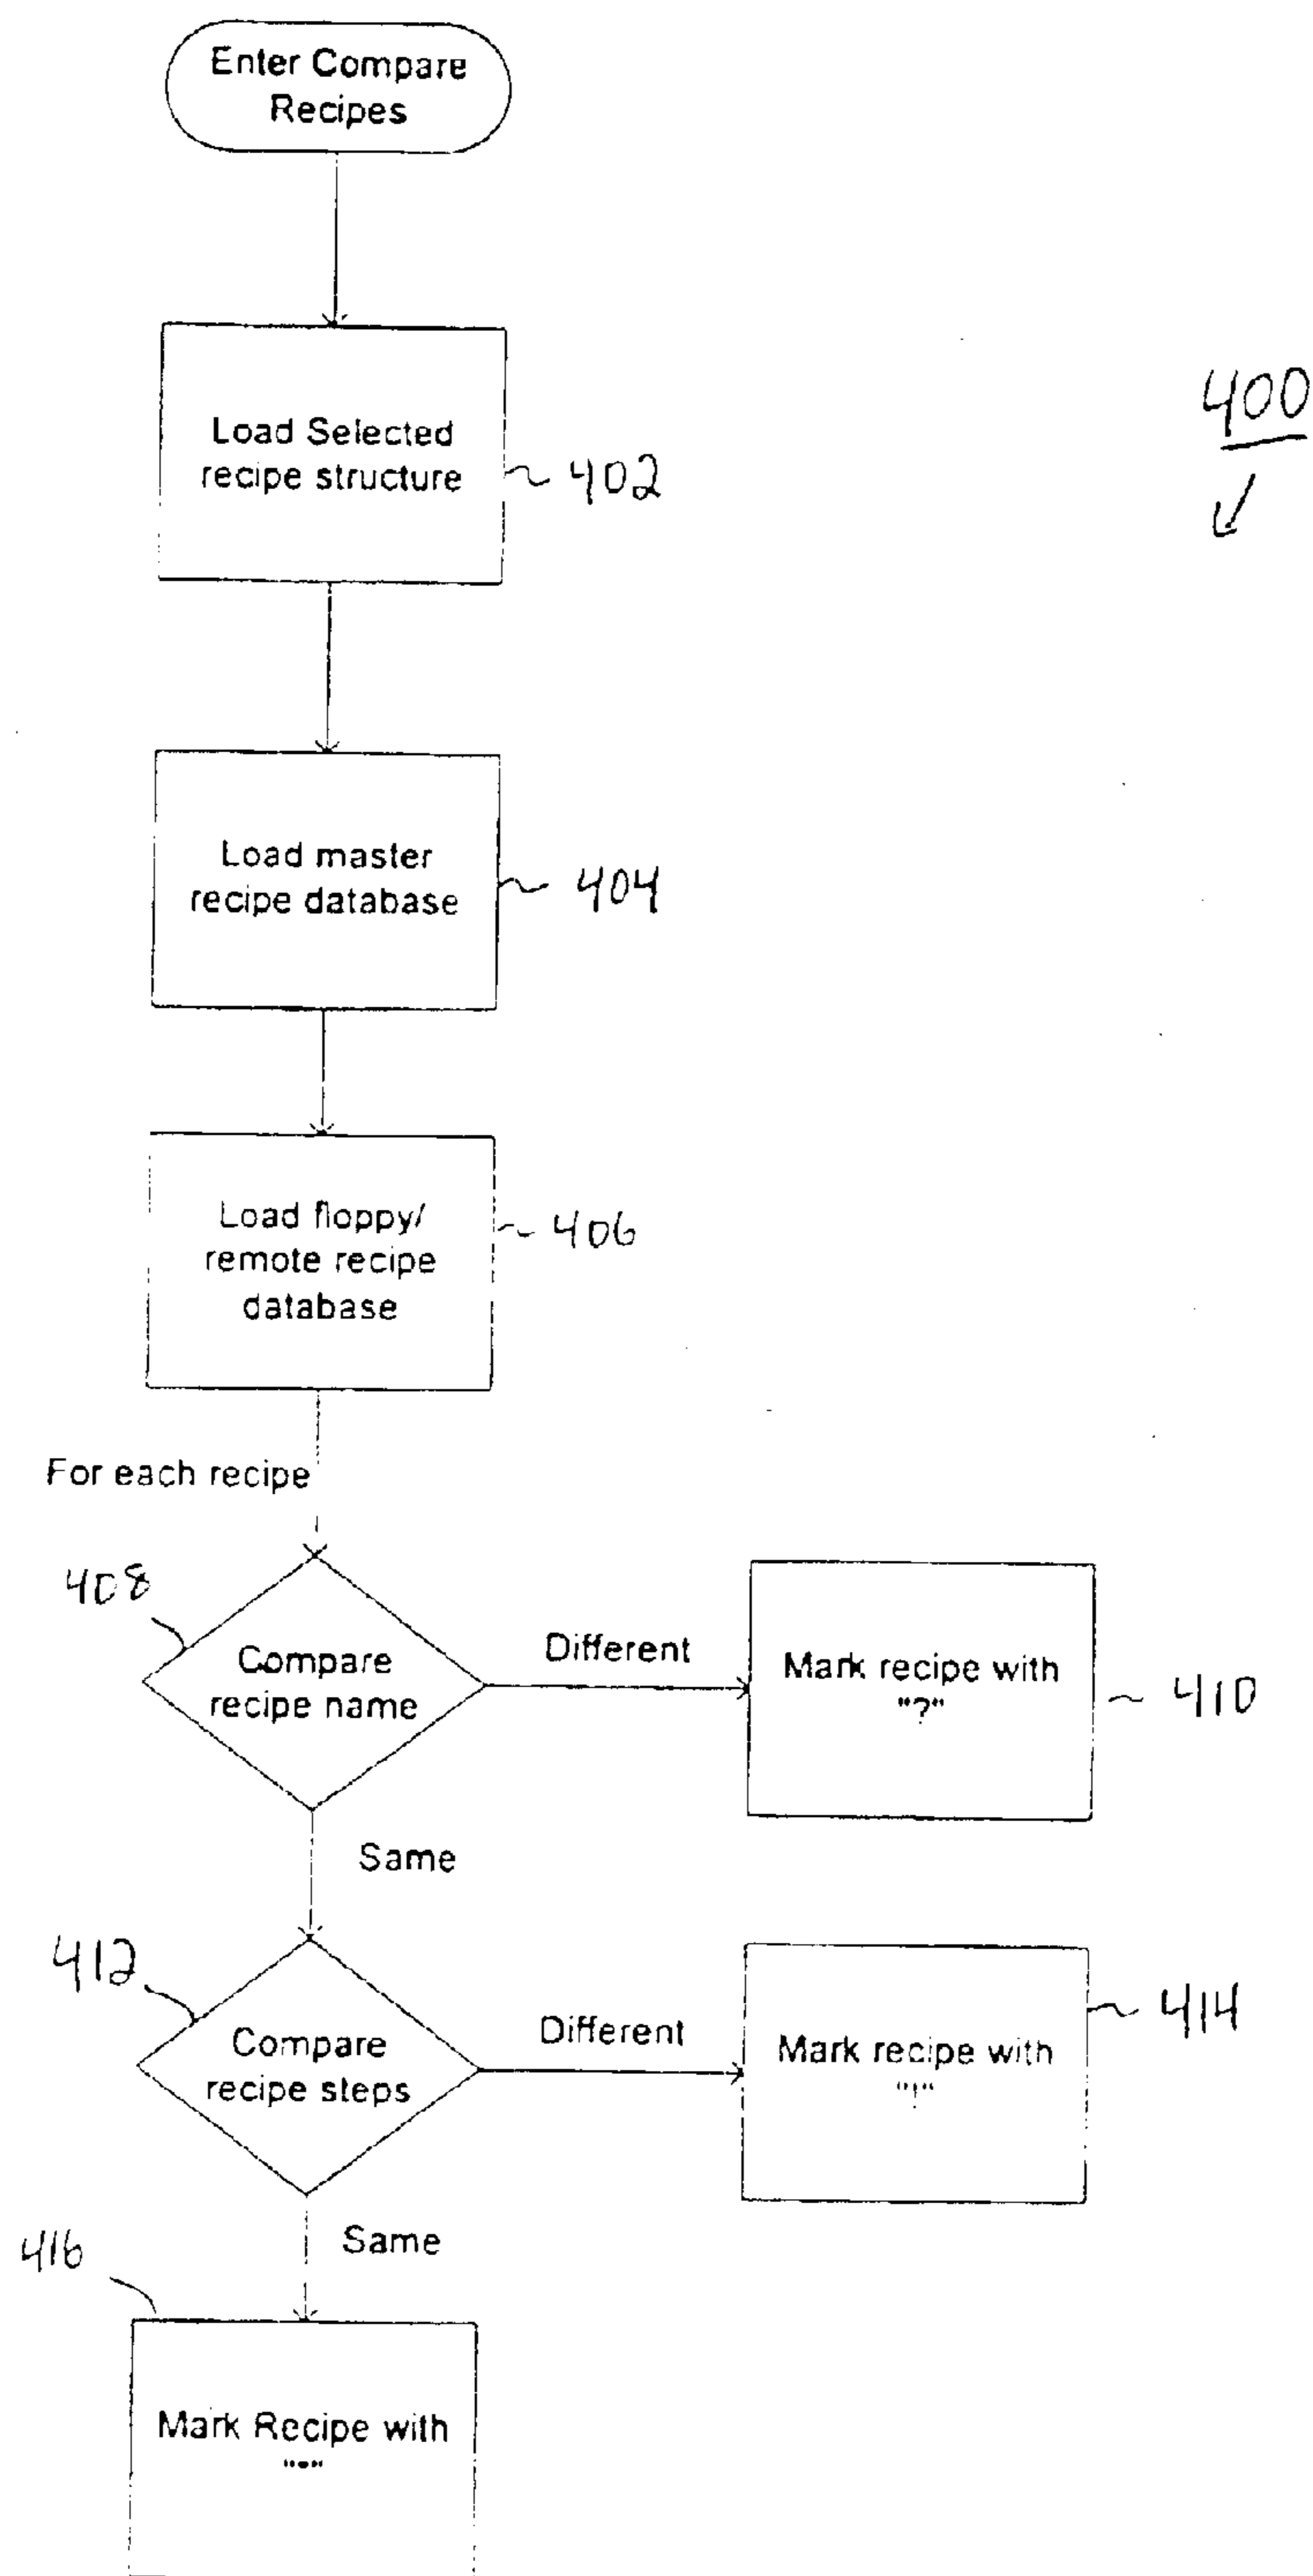 Enter Compare
Recipes
400
Load Selected
recipe structure
402
Load master
recipe database
404
Load floppy/
remote recipe
database
406
For each recipe
408
Compare
recipe name
Different
Mark recipe with
"?"
410
Same
412
Compare
recipe steps
Different
Mark recipe with
"!"
414
Same
416
Mark Recipe with